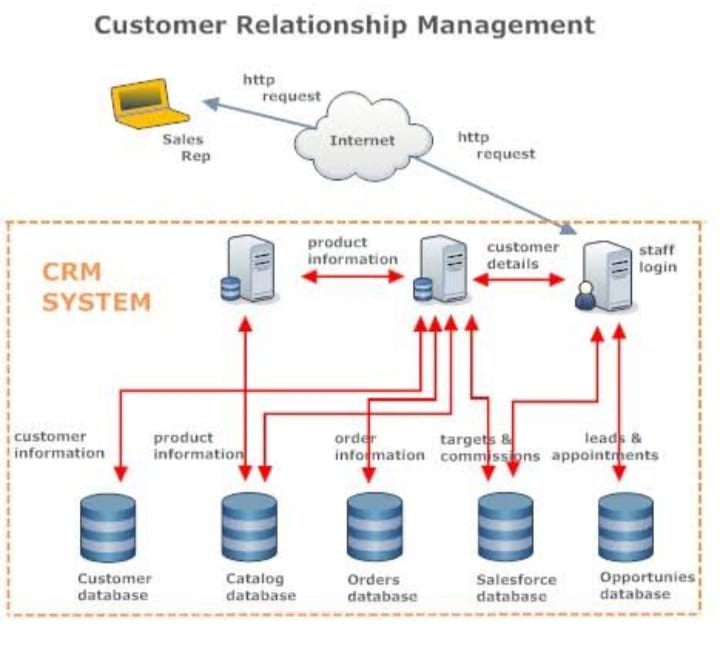 Customer Relationship Management
http
request
Internet
http
request
Sales
Rep
CRM
SYSTEM
product
information
customer
details
staff
login
customer
information
product
information
order
information
targets &
commissions
leads &
appointments
Customer
database
Catalog
database
Orders
database
Salesforce
database
Opportunies
database